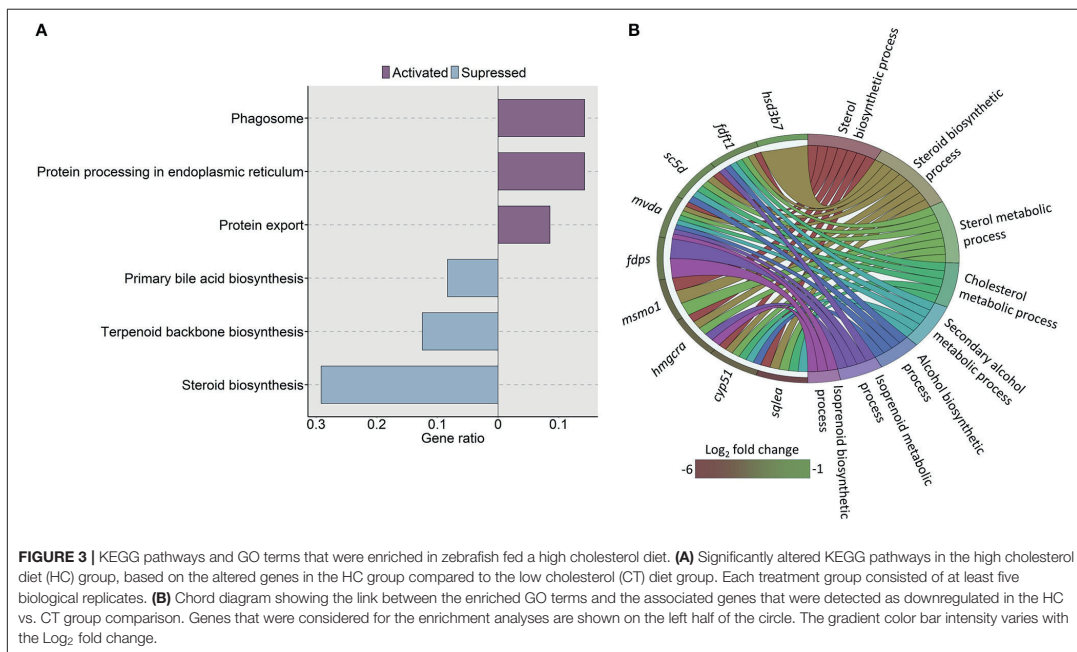 A
Activated
Supressed
Phagosome
Protein processing in endoplasmic reticulum
Protein export
Primary bile acid biosynthesis
Terpenoid backbone biosynthesis
Steroid biosynthesis
0.3 0.2 0.1 0 0.1
Gene ratio
B
hsd3b7
fdft1
sc5d
mvda
fdps
msmo1
hmgcra
cyp51
sqlea
Sterol
biosynthetic process
Steroid biosynthetic
process
Sterol metabolic
process
Cholesterol
metabolic process
Secondary alcohol
metabolic process
Alcohol biosynthetic
process
Isoprenoid metabolic
process
Isoprenoid biosynthetic
process
Log2 fold change
-6 -1
FIGURE 3 | KEGG pathways and GO terms that were enriched in zebrafish fed a high cholesterol diet. (A) Significantly altered KEGG pathways in the high cholesterol
diet (HC) group, based on the altered genes in the HC group compared to the low cholesterol (CT) diet group. Each treatment group consisted of at least five
biological replicates. (B) Chord diagram showing the link between the enriched GO terms and the associated genes that were detected as downregulated in the HC
vs. CT group comparison. Genes that were considered for the enrichment analyses are shown on the left half of the circle. The gradient color bar intensity varies with
the Log2 fold change.